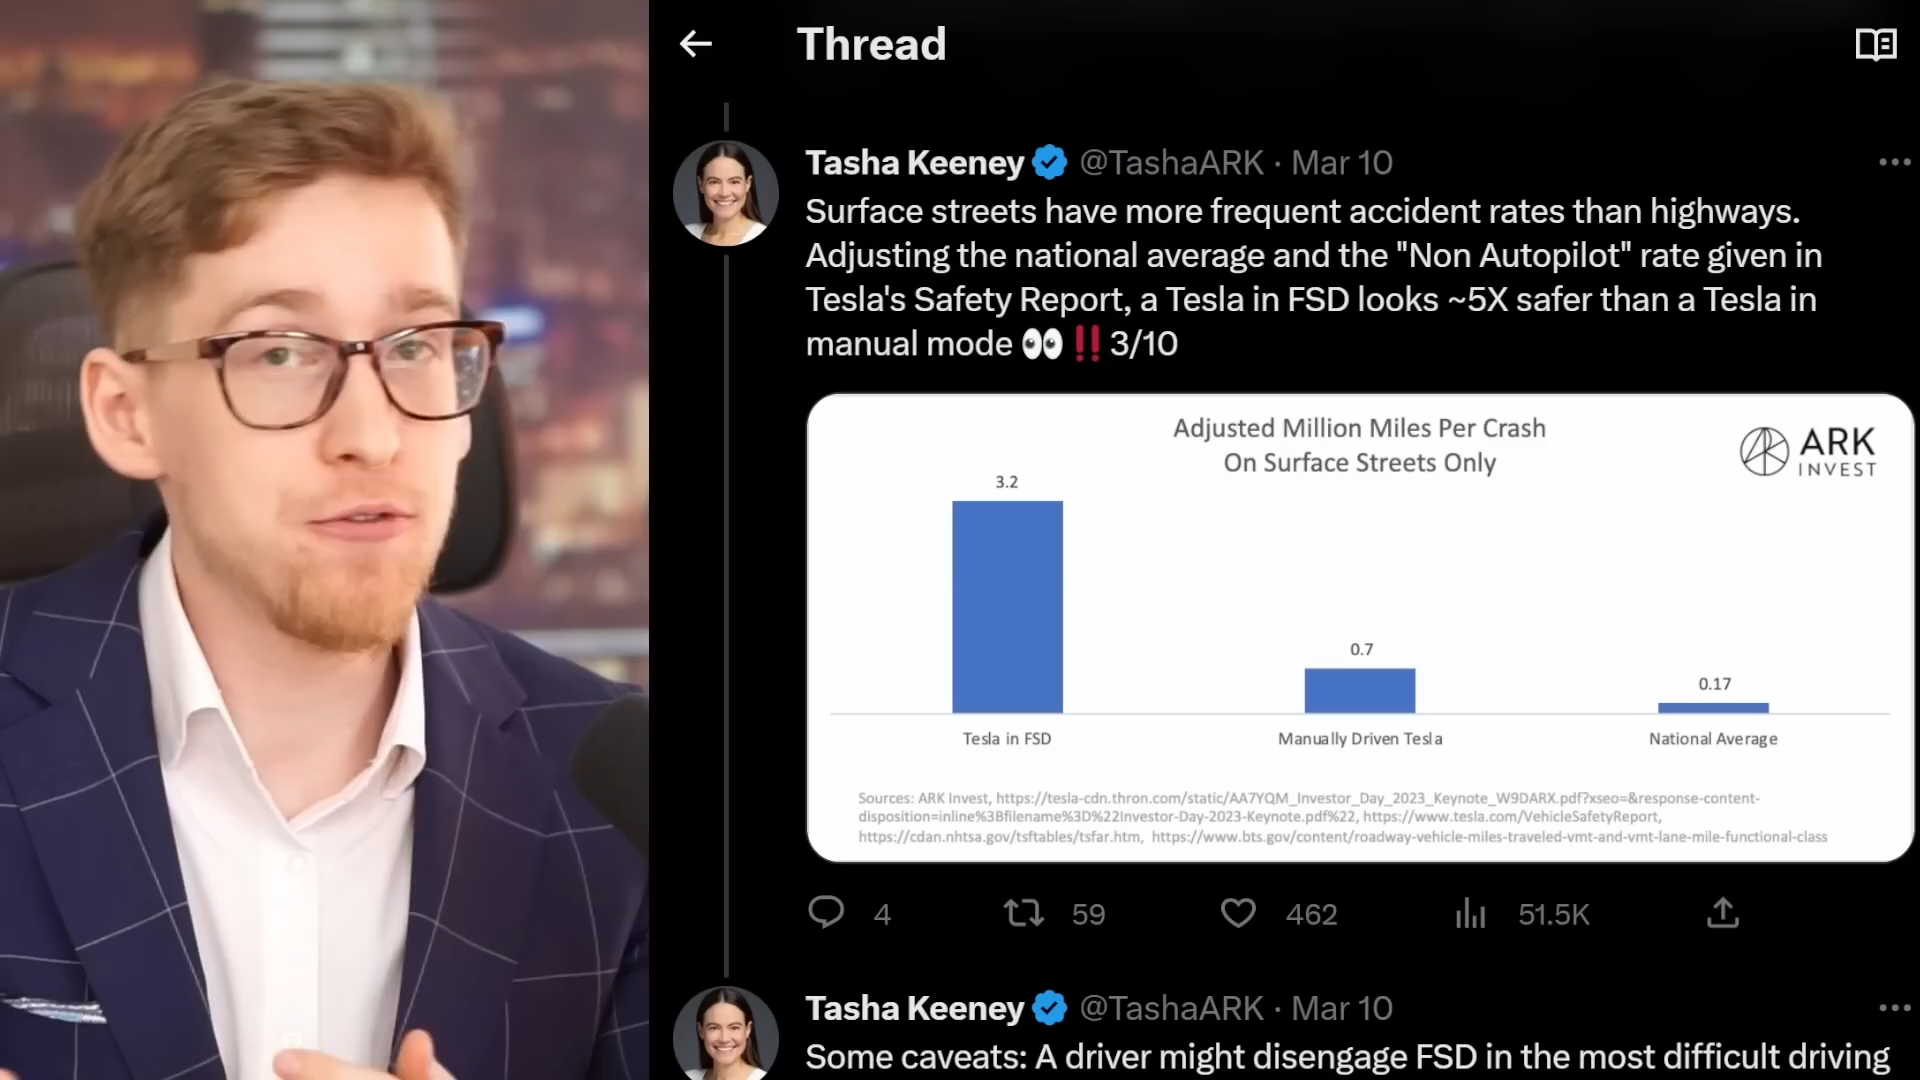 Thread
Tasha Keeney @TashaARK · Mar 10
Surface streets have more frequent accident rates than highways.
Adjusting the national average and the "Non Autopilot" rate given in
Tesla's Safety Report, a Tesla in FSD looks ~5X safer than a Tesla in
manual mode 👀‼️3/10
Adjusted Million Miles Per Crash
On Surface Streets Only
ARK
INVEST
3.2
0.7
0.17
Tesla in FSD
Manually Driven Tesla
National Average
Sources: ARK Invest, https://tesla-cdn.thron.com/static/AA7YQM_Investor_Day_2023_Keynote_W9DARX.pdf?xseo=&response-content-
disposition=inline%3Bfilename%3D%22Investor-Day-2023-Keynote.pdf%22, https://www.tesla.com/VehicleSafetyReport,
https://cdan.nhtsa.gov/tsftables/tsfar.htm, https://www.bts.gov/content/roadway-vehicle-miles-traveled-vmt-and-vmt-lane-mile-functional-class
4 59 462 51.5K
Tasha Keeney @TashaARK · Mar 10
Some caveats: A driver might disengage FSD in the most difficult driving